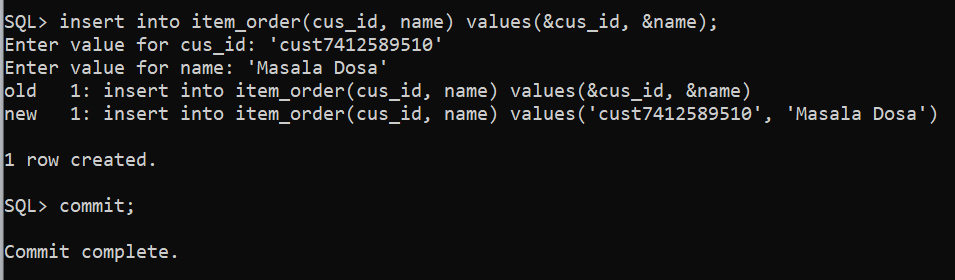 SQL> insert into item_order(cus_id, name) values(&cus_id, &name);
Enter value for cus_id: 'cust7412589510'
Enter value for name: 'Masala Dosa'
old   1: insert into item_order(cus_id, name) values(&cus_id, &name)
new   1: insert into item_order(cus_id, name) values('cust7412589510', 'Masala Dosa')
1 row created.
SQL> commit;
Commit complete.